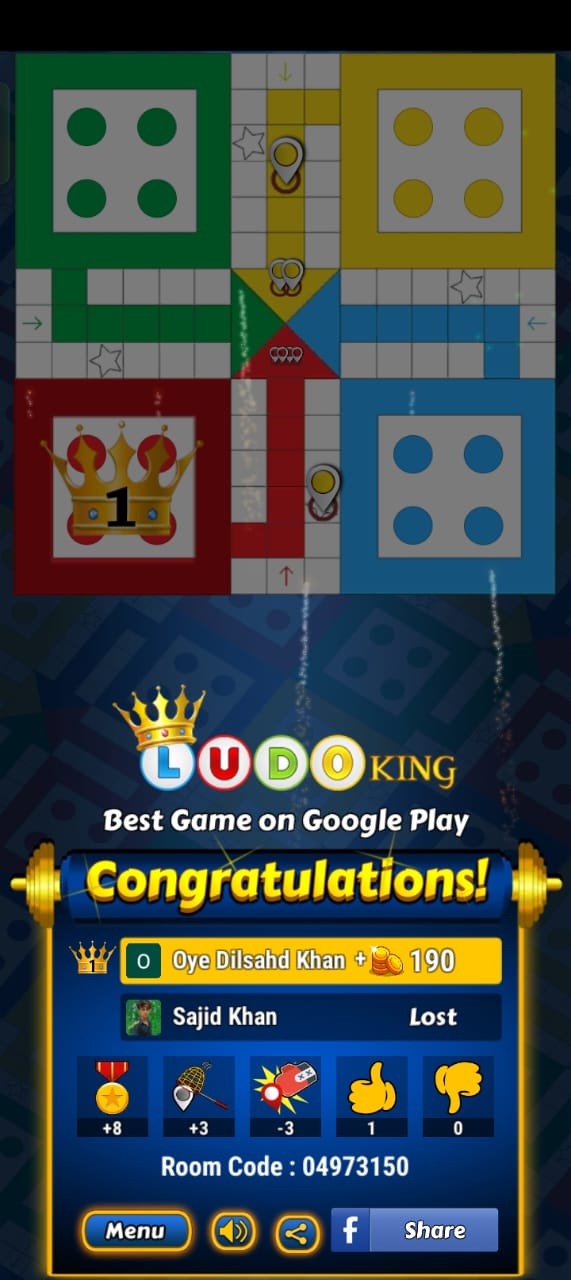 1
LUDO KING
Best Game on Google Play
Congratulations!
1 O Oye Dilsahd Khan + 190
Sajid Khan Lost
+8 +3 -3 1 0
Room Code : 04973150
Menu f Share